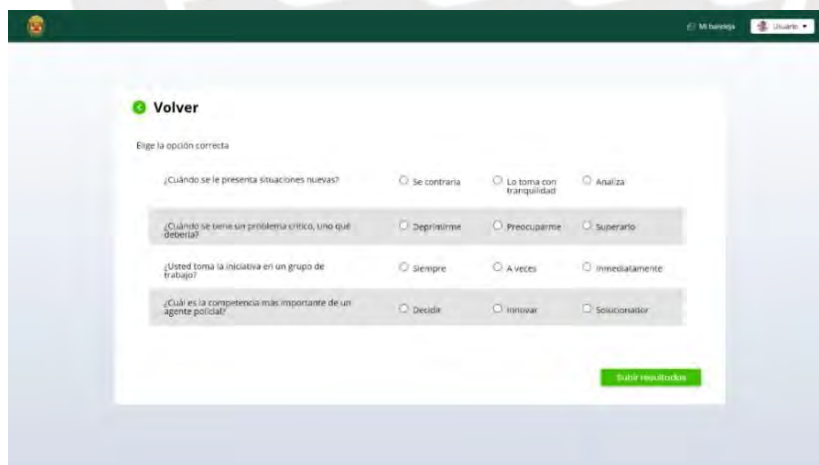 Mi bandeja
Usuario
Volver
Elige la opción correcta
¿Cuándo se le presenta situaciones nuevas?
Se contraria
Lo toma con
tranquilidad
Analiza
¿Cuándo se tiene un problema critico, uno que
debería?
Deprimirme
Preocuparme
Superarlo
¿Usted toma la iniciativa en un grupo de
trabajo?
Siempre
A veces
Inmediatamente
¿Cuál es la competencia más importante de un
agente policial?
Decidir
Innovar
Solucionador
Subir resultados